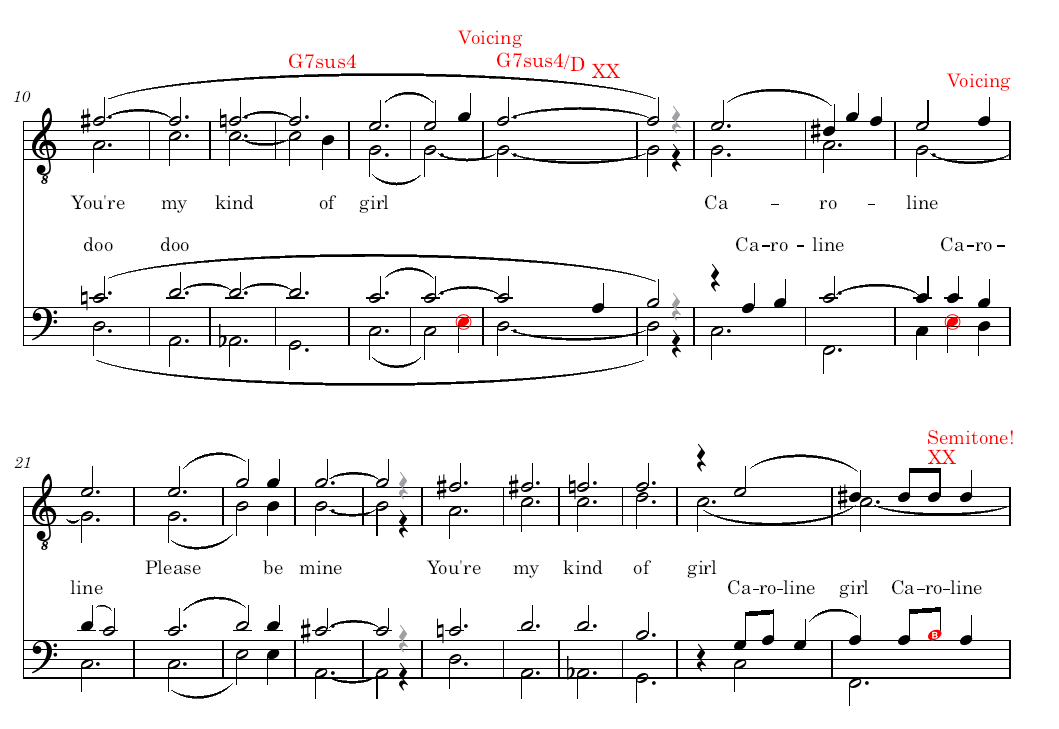 Voicing
G7sus4 G7sus4/D XX
Voicing
10
8
You're my kind of girl Ca - ro - line
doo doo Ca-ro - line Ca-ro-
21
Semitone!
XX
8
Please be mine You're my kind of girl
line Ca-ro-line girl Ca-ro-line
B